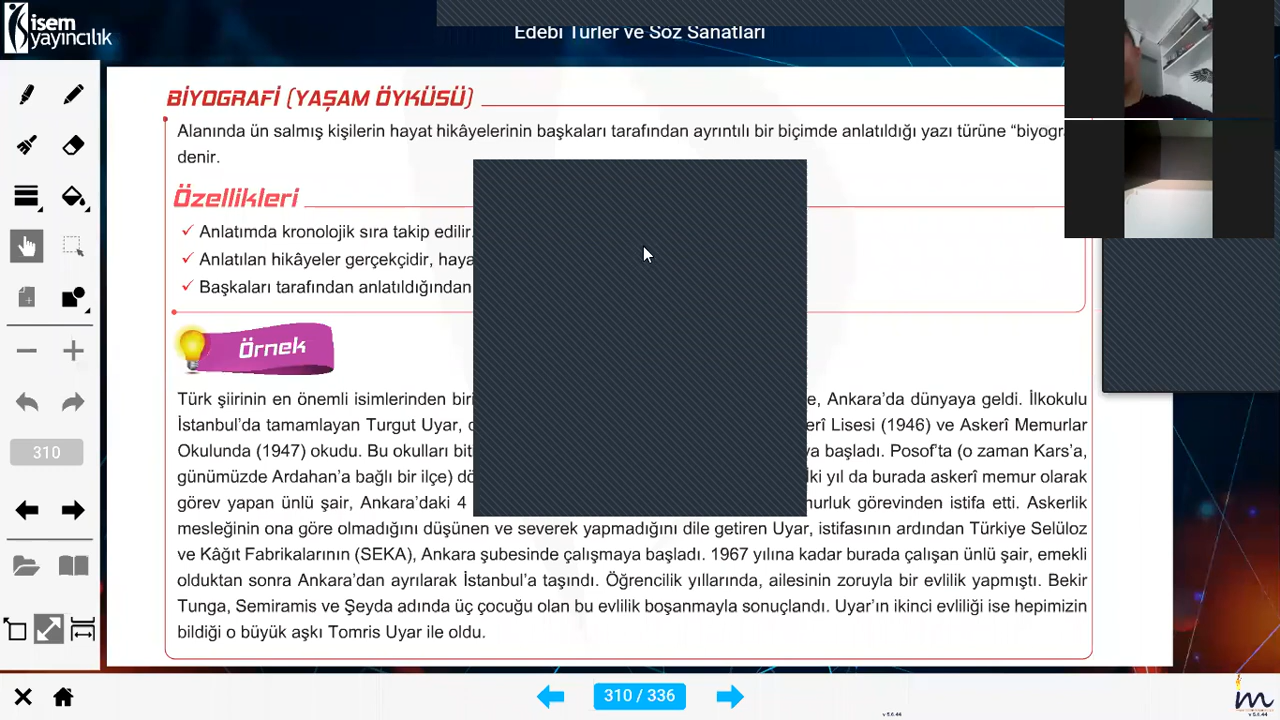 isem
yayıncılık
Edebi Türler ve Söz Sanatları
BİYOGRAFİ (YAŞAM ÖYKÜSÜ)
Alanında ün salmış kişilerin hayat hikâyelerinin başkaları tarafından ayrıntılı bir biçimde anlatıldığı yazı türüne “biyogra
denir.
Özellikleri
Anlatımda kronolojik sıra takip edilir.
Anlatılan hikâyeler gerçekçidir, haya
Başkaları tarafından anlatıldığından
Örnek
Türk şiirinin en önemli isimlerinden biri e, Ankara’da dünyaya geldi. İlkokulu
İstanbul’da tamamlayan Turgut Uyar, erî Lisesi (1946) ve Askerî Memurlar
Okulunda (1947) okudu. Bu okulları bit ya başladı. Posof’ta (o zaman Kars’a,
günümüzde Ardahan’a bağlı bir ilçe) dö İki yıl da burada askerî memur olarak
görev yapan ünlü şair, Ankara’daki 4 murluk görevinden istifa etti. Askerlik
mesleğinin ona göre olmadığını düşünen ve severek yapmadığını dile getiren Uyar, istifasının ardından Türkiye Selüloz
ve Kâğıt Fabrikalarının (SEKA), Ankara şubesinde çalışmaya başladı. 1967 yılına kadar burada çalışan ünlü şair, emekli
olduktan sonra Ankara’dan ayrılarak İstanbul’a taşındı. Öğrencilik yıllarında, ailesinin zoruyla bir evlilik yapmıştı. Bekir
Tunga, Semiramis ve Şeyda adında üç çocuğu olan bu evlilik boşanmayla sonuçlandı. Uyar’ın ikinci evliliği ise hepimizin
bildiği o büyük aşkı Tomris Uyar ile oldu.
310
310 / 336
v 5.6.44
v 5.6.44